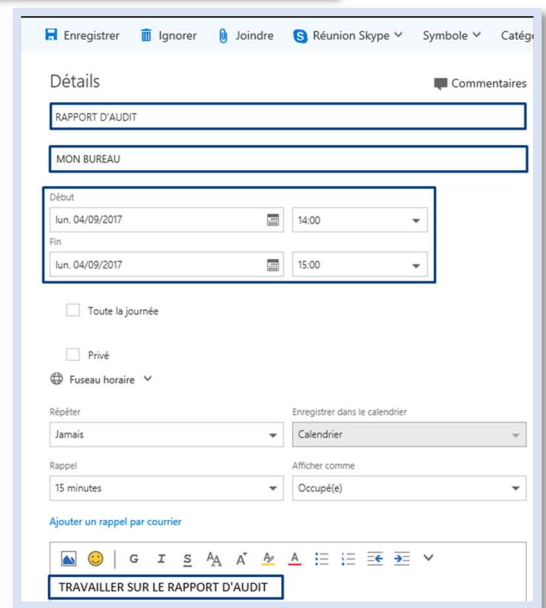 Enregistrer Ignorer Joindre Réunion Skype Symbole Catég
Détails Commentaires
RAPPORT D'AUDIT
MON BUREAU
Début
lun. 04/09/2017 14:00
Fin
lun. 04/09/2017 15:00
Toute la journée
Privé
Fuseau horaire
Répéter Enregistrer dans le calendrier
Jamais Calendrier
Rappel Afficher comme
15 minutes Occupé(e)
Ajouter un rappel par courrier
G I S AA A A
TRAVAILLER SUR LE RAPPORT D'AUDIT